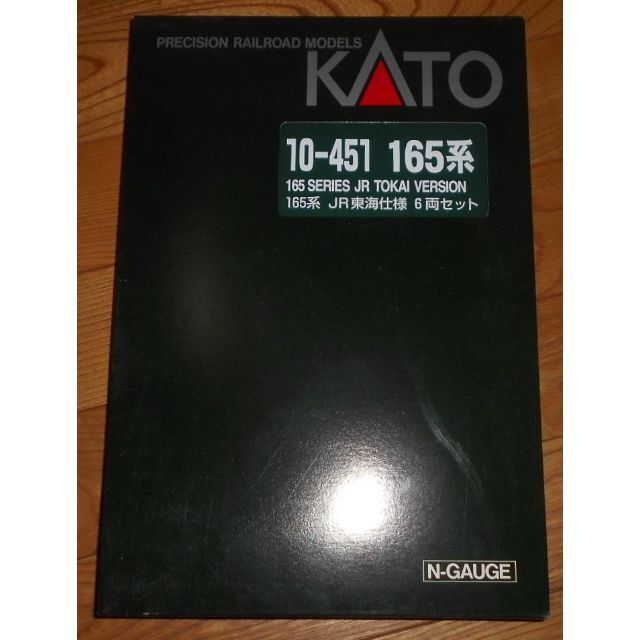 PRECISION RAILROAD MODELS
KATO
10-451 165系
165 SERIES JR TOKAI VERSION
165系 JR東海仕様 6両セット
N-GAUGE